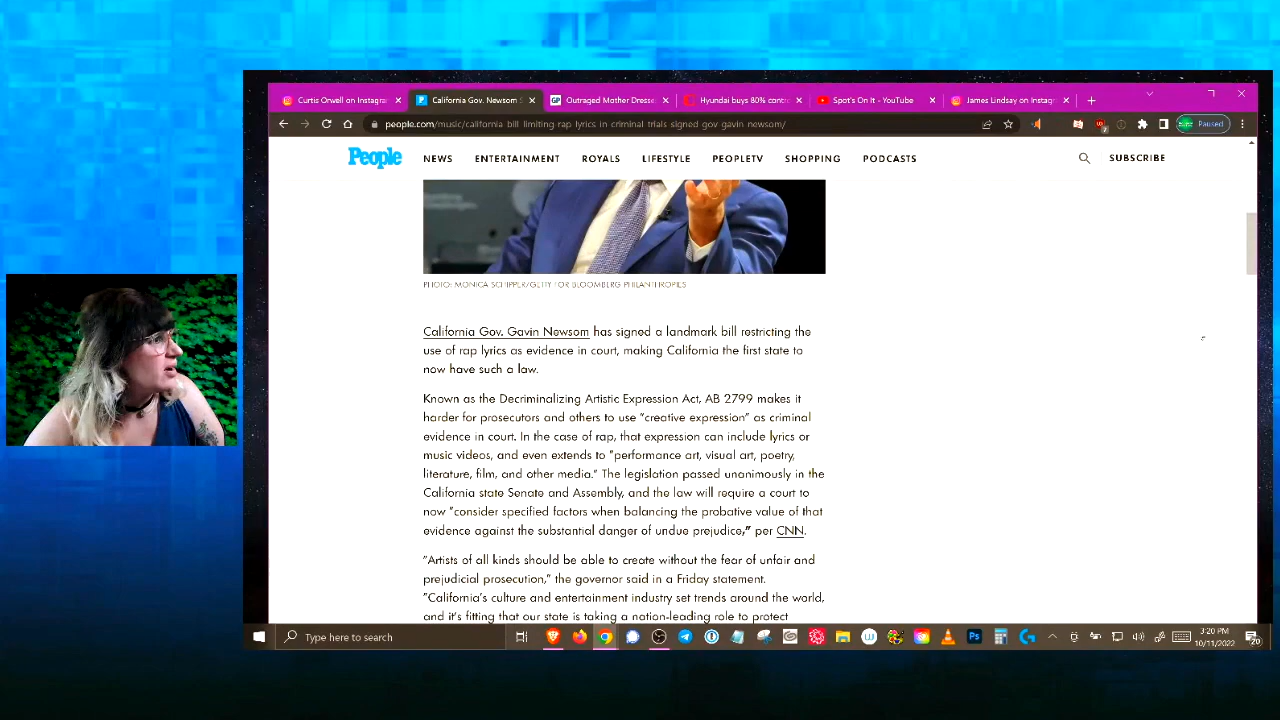 Curtis Orwell on Instagra
California Gov. Newsom S
Outraged Mother Dresse
Hyundai buys 80% contr
Spot's On It - YouTube
James Lindsay on Instag
people.com/music/california-bill-limiting-rap-lyrics-in-criminal-trials-signed-gov-gavin-newsom/
Paused
People
NEWS ENTERTAINMENT ROYALS LIFESTYLE PEOPLETV SHOPPING PODCASTS
SUBSCRIBE
PHOTO: MONICA SCHIPPER/GETTY FOR BLOOMBERG PHILANTHROPIES
California Gov. Gavin Newsom has signed a landmark bill restricting the
use of rap lyrics as evidence in court, making California the first state to
now have such a law.
Known as the Decriminalizing Artistic Expression Act, AB 2799 makes it
harder for prosecutors and others to use "creative expression" as criminal
evidence in court. In the case of rap, that expression can include lyrics or
music videos, and even extends to "performance art, visual art, poetry,
literature, film, and other media." The legislation passed unanimously in the
California state Senate and Assembly, and the law will require a court to
now "consider specified factors when balancing the probative value of that
evidence against the substantial danger of undue prejudice," per CNN.
"Artists of all kinds should be able to create without the fear of unfair and
prejudicial prosecution," the governor said in a Friday statement.
"California's culture and entertainment industry set trends around the world,
and it's fitting that our state is taking a nation-leading role to protect
Type here to search
3:20 PM
10/11/2022